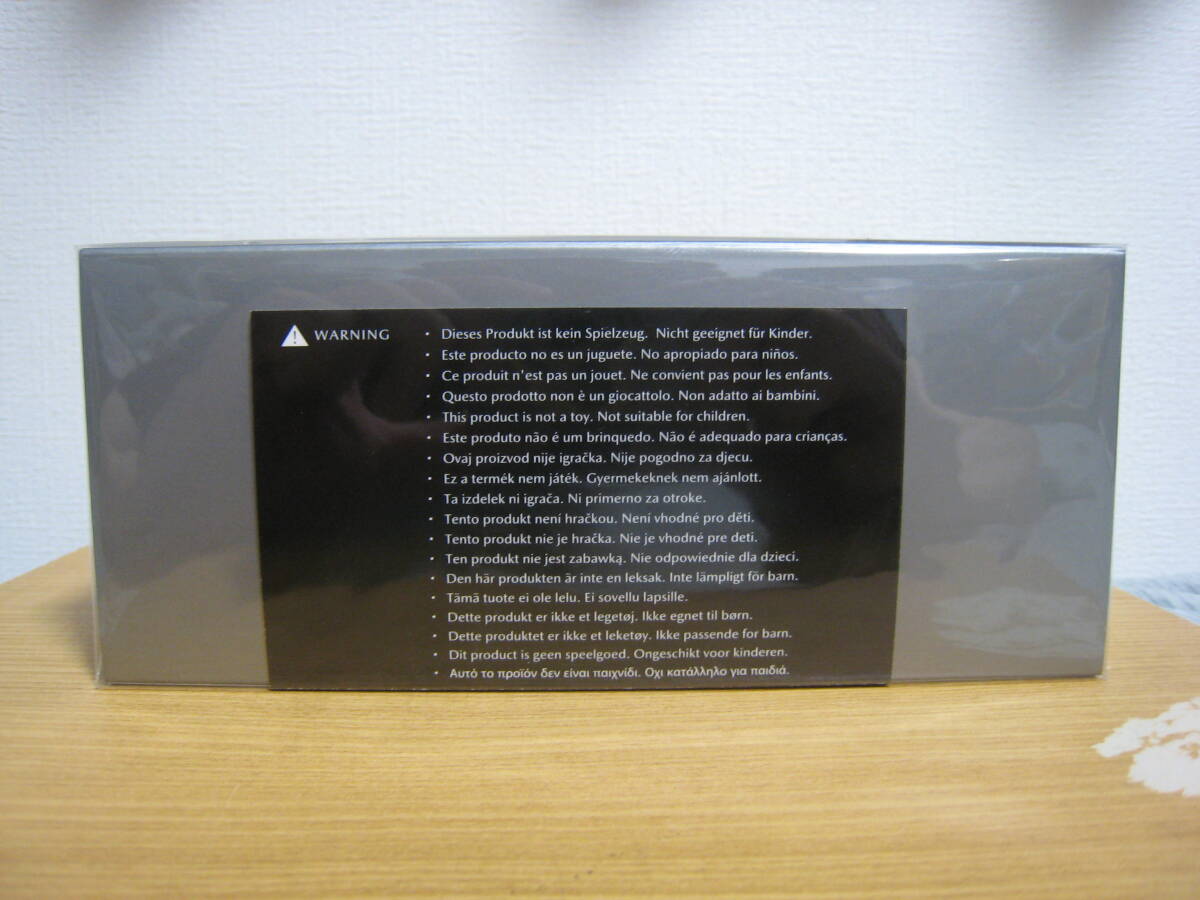 WARNING
· Dieses Produkt ist kein Spielzeug. Nicht geeignet für Kinder.
· Este producto no es un juguete. No apropiado para niños.
· Ce produit n'est pas un jouet. Ne convient pas pour les enfants.
· Questo prodotto non è un giocattolo. Non adatto ai bambini.
· This product is not a toy. Not suitable for children.
· Este produto não é um brinquedo. Não é adequado para crianças.
· Ovaj proizvod nije igračka. Nije pogodno za djecu.
· Ez a termék nem játék. Gyermekeknek nem ajánlott.
· Ta izdelek ni igrača. Ni primerno za otroke.
· Tento produkt není hračkou. Není vhodné pro děti.
· Tento produkt nie je hračka. Nie je vhodné pre deti.
· Ten produkt nie jest zabawką. Nie odpowiednie dla dzieci.
· Den här produkten är inte en leksak. Inte lämpligt för barn.
· Tämä tuote ei ole lelu. Ei sovellu lapsille.
· Dette produkt er ikke et legetøj. Ikke egnet til børn.
· Dette produktet er ikke et leketøy. Ikke passende for barn.
· Dit product is geen speelgoed. Ongeschikt voor kinderen.
· Αυτό το προϊόν δεν είναι παιχνίδι. Οχι κατάλληλο για παιδιά.